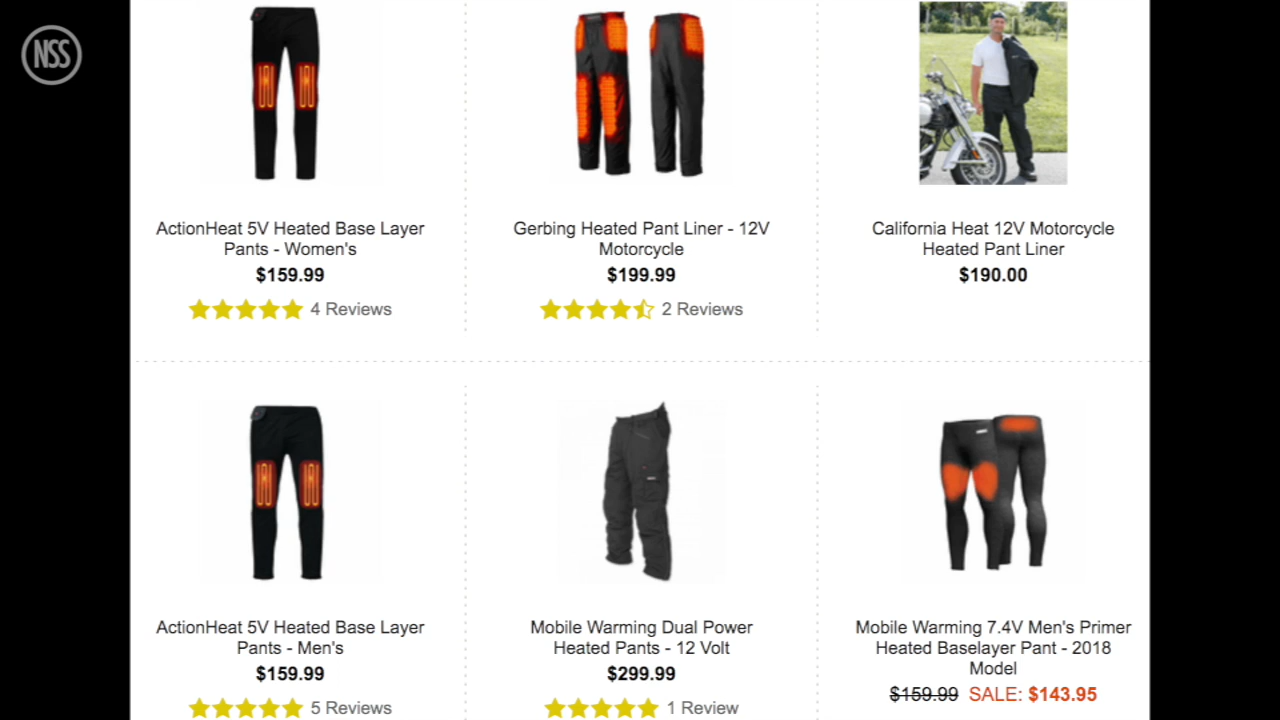 NSS
ActionHeat 5V Heated Base Layer
Pants - Women's
$159.99
4 Reviews
Gerbing Heated Pant Liner - 12V
Motorcycle
$199.99
2 Reviews
California Heat 12V Motorcycle
Heated Pant Liner
$190.00
ActionHeat 5V Heated Base Layer
Pants - Men's
$159.99
5 Reviews
Mobile Warming Dual Power
Heated Pants - 12 Volt
$299.99
1 Review
Mobile Warming 7.4V Men's Primer
Heated Baselayer Pant - 2018
Model
$159.99 SALE: $143.95